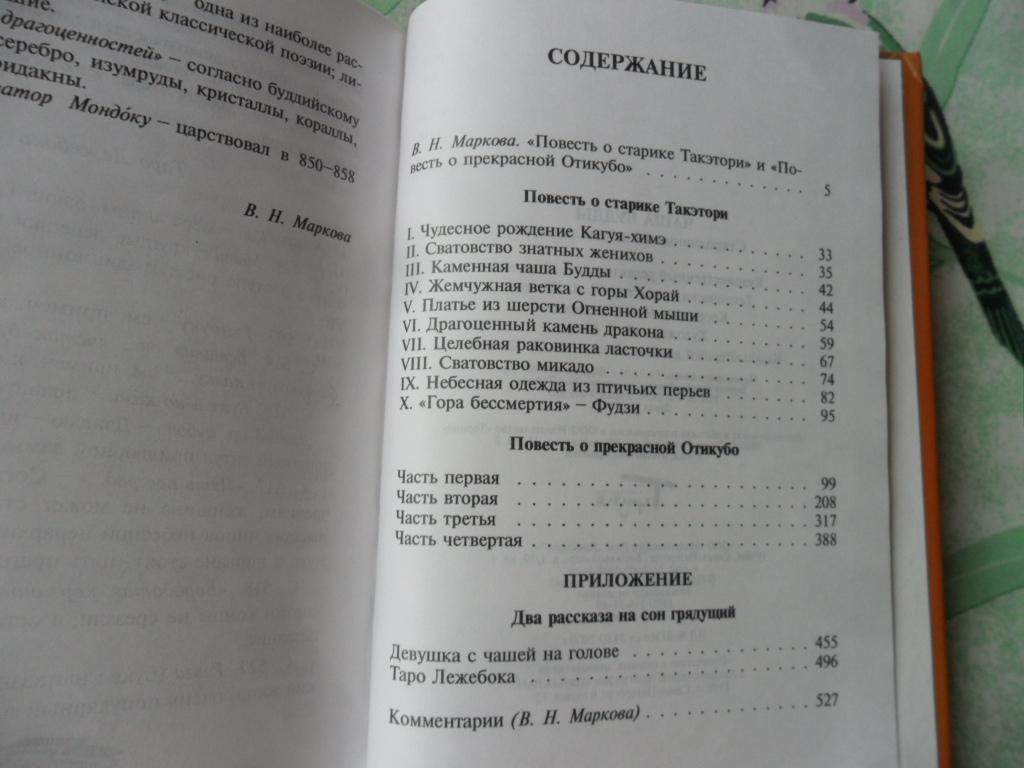 одна из наиболее рас-
ской классической поэзии; ли-
шие.
драгоценностей» – согласно буддийскому
серебро, изумруды, кристаллы, кораллы,
ридакны.
ратор Мондо́ку – царствовал в 850–858
В. Н. Маркова
СОДЕРЖАНИЕ
В. Н. Маркова. «Повесть о старике Такэтори» и «По-
весть о прекрасной Отикубо» . . . . . . . . . . . . . . 5
Повесть о старике Такэтори
I. Чудесное рождение Кагуя-химэ . . . . . . . . . . . 33
II. Сватовство знатных женихов . . . . . . . . . . . . 35
III. Каменная чаша Будды . . . . . . . . . . . . . . . 42
IV. Жемчужная ветка с горы Хорай . . . . . . . . . . 44
V. Платье из шерсти Огненной мыши . . . . . . . . . 54
VI. Драгоценный камень дракона . . . . . . . . . . . 59
VII. Целебная раковинка ласточки . . . . . . . . . . 67
VIII. Сватовство микадо . . . . . . . . . . . . . . . . 74
IX. Небесная одежда из птичьих перьев . . . . . . . . 82
X. «Гора бессмертия» – Фудзи . . . . . . . . . . . . . 95
Повесть о прекрасной Отикубо
Часть первая . . . . . . . . . . . . . . . . . . . . . . 99
Часть вторая . . . . . . . . . . . . . . . . . . . . . . 208
Часть третья . . . . . . . . . . . . . . . . . . . . . . 317
Часть четвертая . . . . . . . . . . . . . . . . . . . . 388
ПРИЛОЖЕНИЕ
Два рассказа на сон грядущий
Девушка с чашей на голове . . . . . . . . . . . . . . 455
Таро Лежебока . . . . . . . . . . . . . . . . . . . . . 496
Комментарии (В. Н. Маркова) . . . . . . . . . . . . . 527